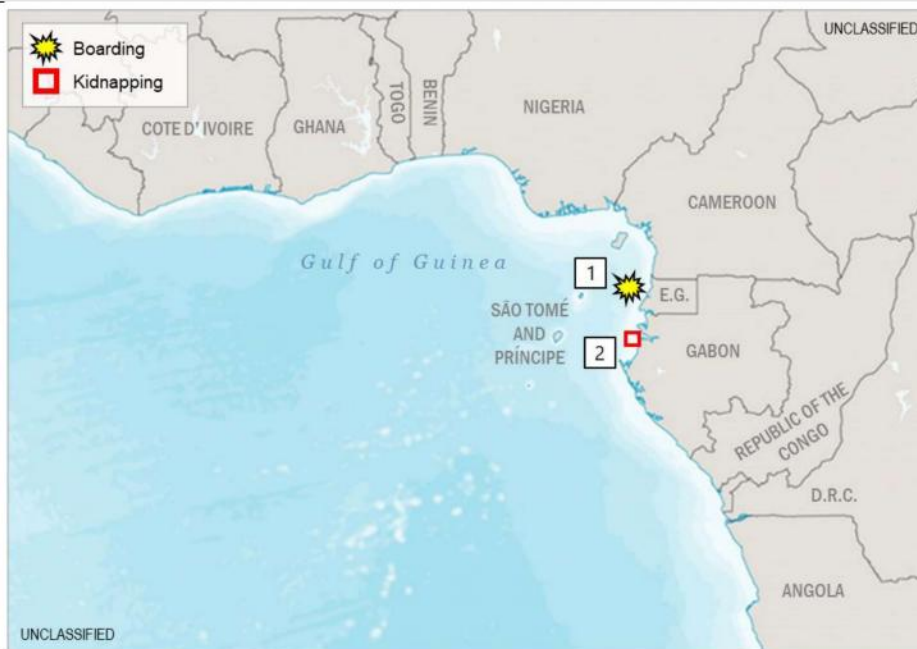 UNCLASSIFIED
Boarding
Kidnapping
COTE D' IVOIRE
GHANA
TOGO
BENIN
NIGERIA
CAMEROON
Gulf of Guinea
1
E.G.
SÃO TOMÉ
AND
PRÍNCIPE
2
GABON
REPUBLIC OF THE
CONGO
D.R.C.
ANGOLA
UNCLASSIFIED